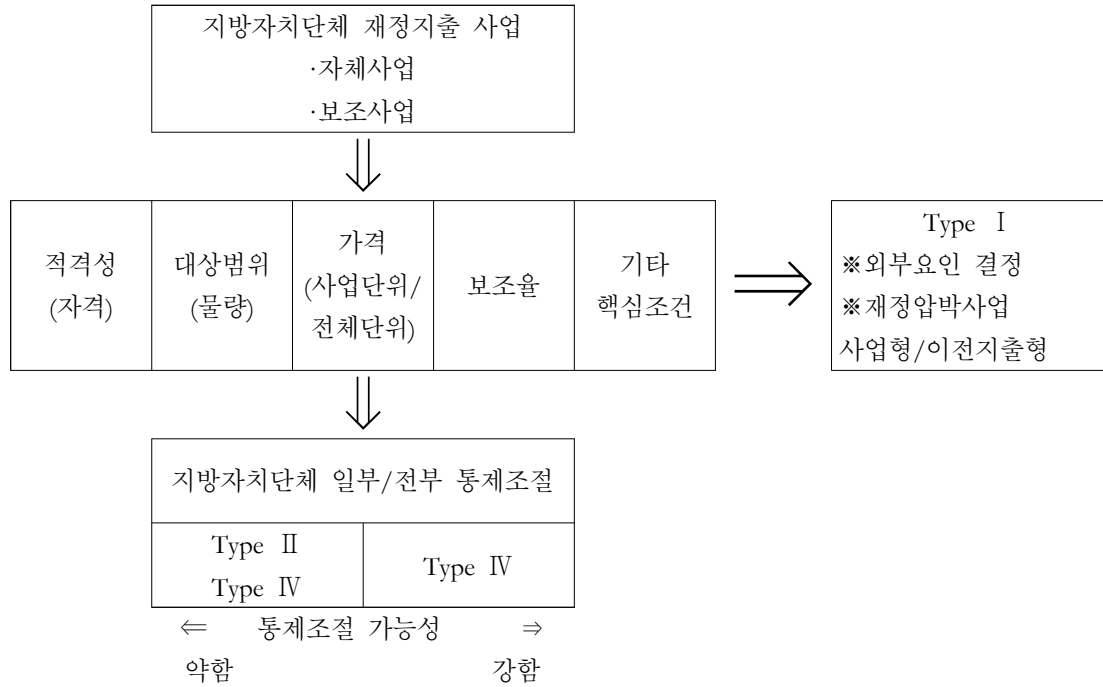 지방자치단체 재정지출 사업
·자체사업
·보조사업
적격성
(자격)
대상범위
(물량)
가격
(사업단위/
전체단위)
보조율
기타
핵심조건
Type Ⅰ
※외부요인 결정
※재정압박사업
사업형/이전지출형
지방자치단체 일부/전부 통제조절
Type Ⅱ
Type Ⅳ
Type Ⅳ
⇐ 통제조절 가능성 ⇒
약함 강함